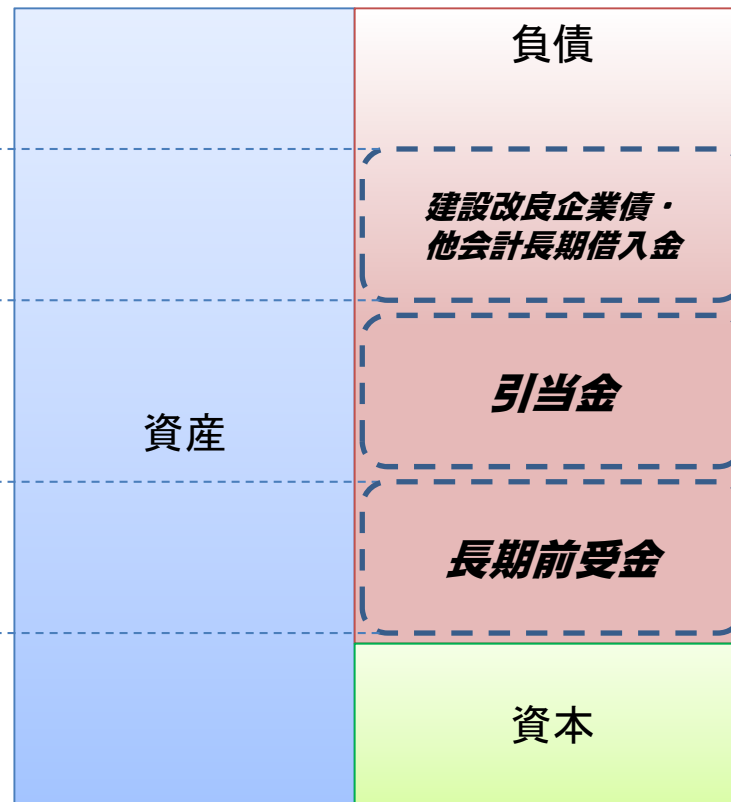 負債
建設改良企業債・
他会計長期借入金
引当金
資産
長期前受金
資本